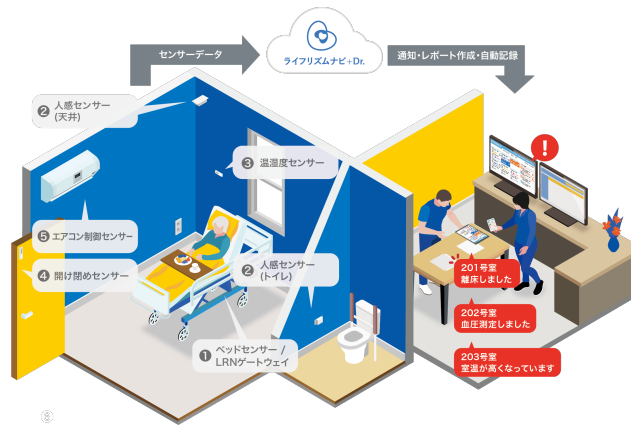 センサーデータ
ライフリズムナビ+Dr.
通知・レポート作成・自動記録
❷ 人感センサー
(天井)
❸ 温湿度センサー
❺ エアコン制御センサー
❹ 開け閉めセンサー
❷ 人感センサー
(トイレ)
❶ ベッドセンサー /
LRNゲートウェイ
!
201号室
離床しました
202号室
血圧測定しました
203号室
室温が高くなっています